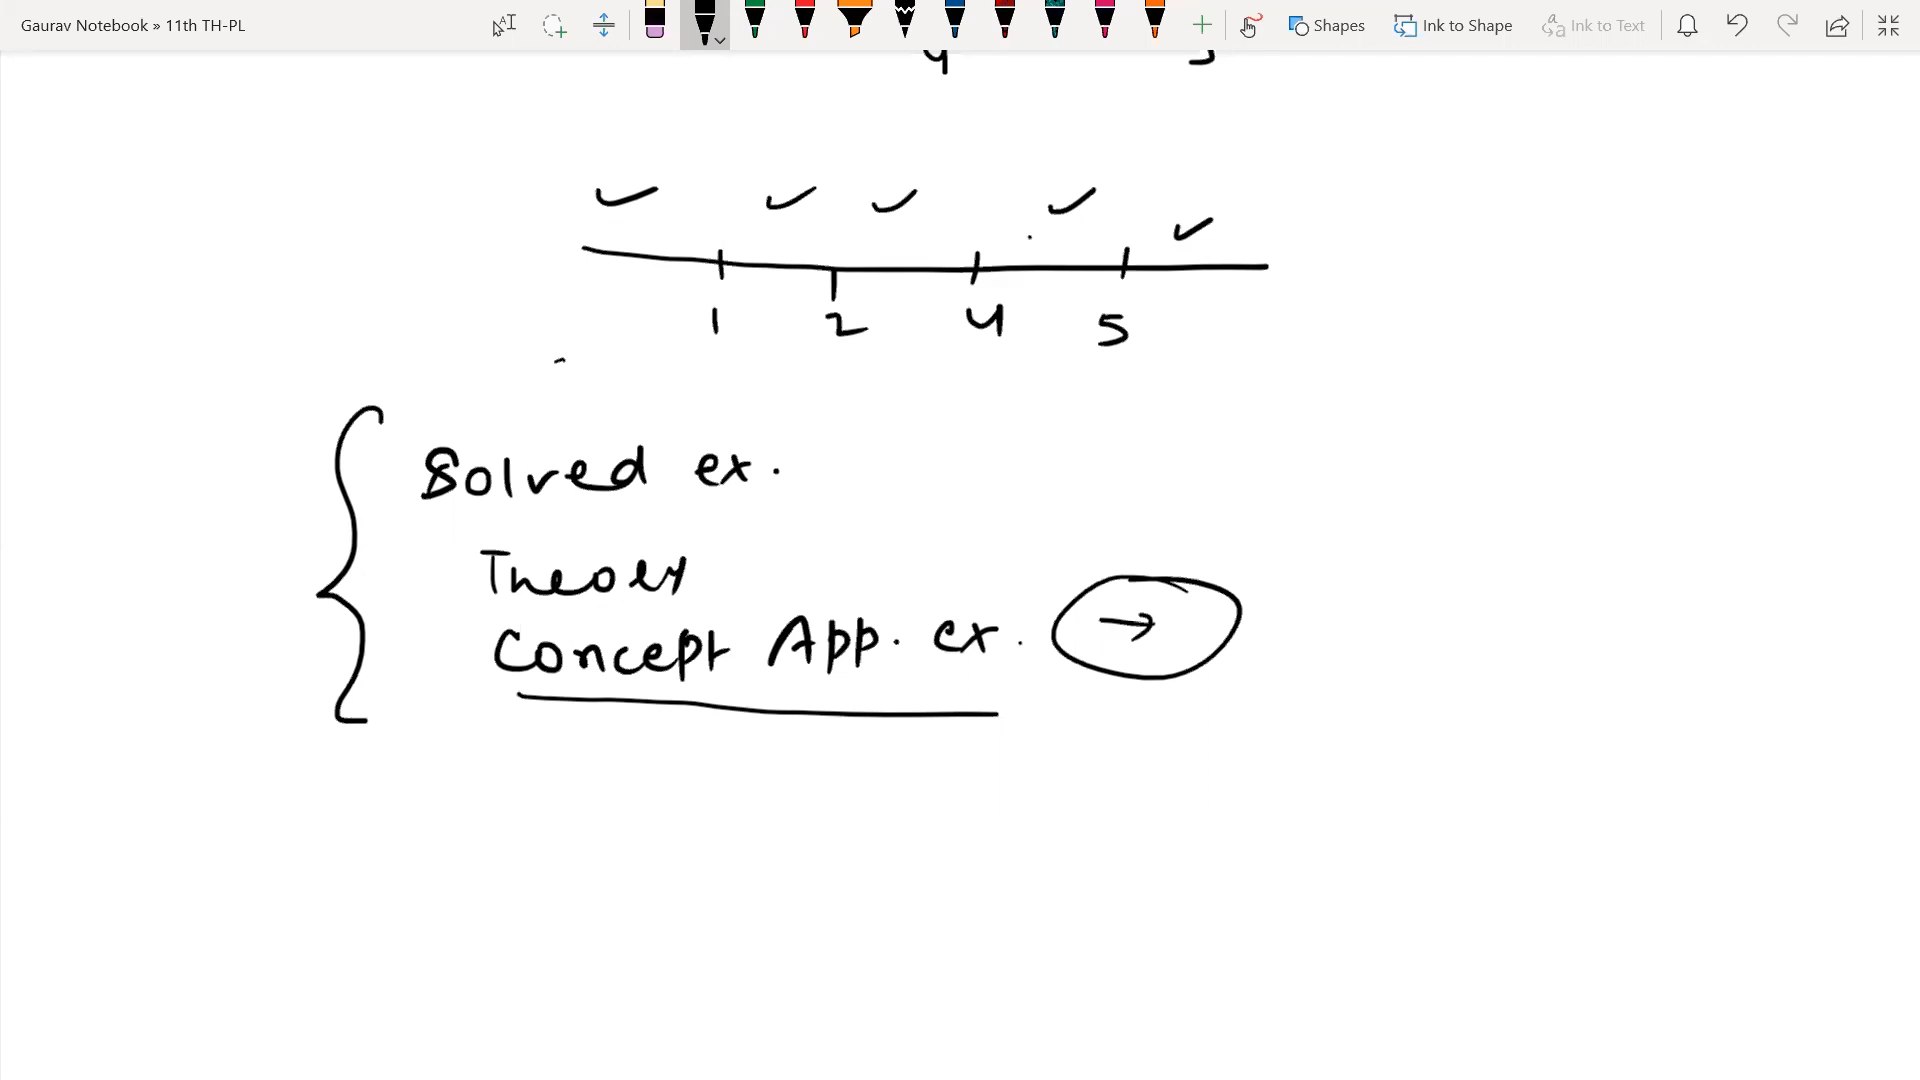 Gaurav Notebook » 11th TH-PL
Shapes
Ink to Shape
Ink to Text
4
1 2 4 5
Solved ex.
Theory
Concept App. ex. →